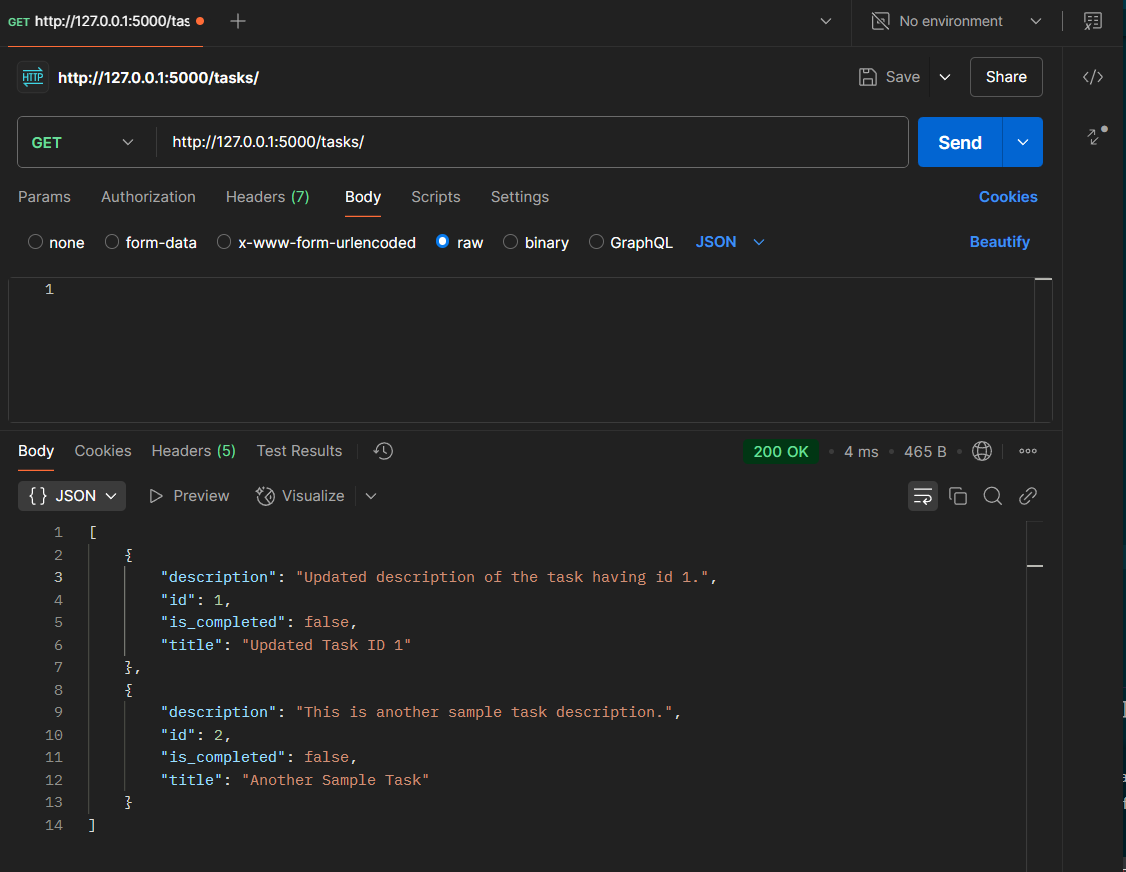 GET http://127.0.0.1:5000/tas
No environment
HTTP http://127.0.0.1:5000/tasks/
Save
Share
GET http://127.0.0.1:5000/tasks/
Send
Params Authorization Headers (7) Body Scripts Settings Cookies
none form-data x-www-form-urlencoded raw binary GraphQL JSON Beautify
1
Body Cookies Headers (5) Test Results 200 OK • 4 ms • 465 B •
{} JSON Preview Visualize
1 [
2 {
3 "description": "Updated description of the task having id 1.",
4 "id": 1,
5 "is_completed": false,
6 "title": "Updated Task ID 1"
7 },
8 {
9 "description": "This is another sample task description.",
10 "id": 2,
11 "is_completed": false,
12 "title": "Another Sample Task"
13 }
14 ]